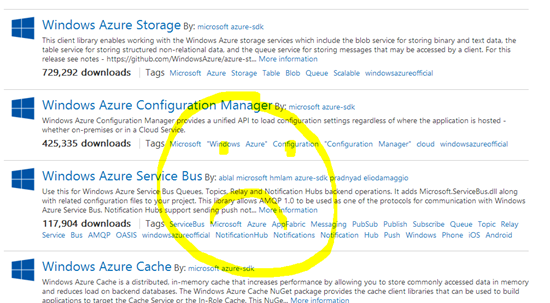 Windows Azure Storage By: microsoft azure-sdk
This client library enables working with the Windows Azure storage services which include the blob service for storing binary and text data, the
table service for storing structured non-relational data, and the queue service for storing messages that may be accessed by a client. For this
release see notes - https://github.com/WindowsAzure/azure-st... More information
729,292 downloads Tags Microsoft Azure Storage Table Blob Queue Scalable windowsazureofficial
Windows Azure Configuration Manager By: microsoft azure-sdk
Windows Azure Configuration Manager provides a unified API to load configuration settings regardless of where the application is hosted -
whether on-premises or in a Cloud Service.
425,335 downloads Tags Microsoft "Windows Azure" Configuration "Configuration Manager" cloud windowsazureofficial
Windows Azure Service Bus By: ablal microsoft hmlam azure-sdk pradnyad eliodamaggio
Use this for Windows Azure Service Bus Queues, Topics, Relay and Notification Hubs backend operations. It adds Microsoft.ServiceBus.dll along
with related configuration files to your project. This library allows AMQP 1.0 to be used as one of the protocols for communication with Windows
Azure Service Bus. Notification Hubs support sending push not... More information
117,904 downloads Tags ServiceBus Microsoft Azure AppFabric Messaging PubSub Publish Subscribe Queue Topic Relay
Service Bus AMQP OASIS windowsazureofficial NotificationHub Notifications Notification Hub Push Windows Phone iOS Android
Windows Azure Cache By: microsoft azure-sdk
Windows Azure Cache is a distributed, in-memory cache that increases performance by allowing you to store commonly accessed data in memory
and reduces load on backend databases. The Windows Azure Cache NuGet package provides the cache client libraries that can be used to build
applications to target the Cache Service or the In-Role Cache. This NuGe... More information